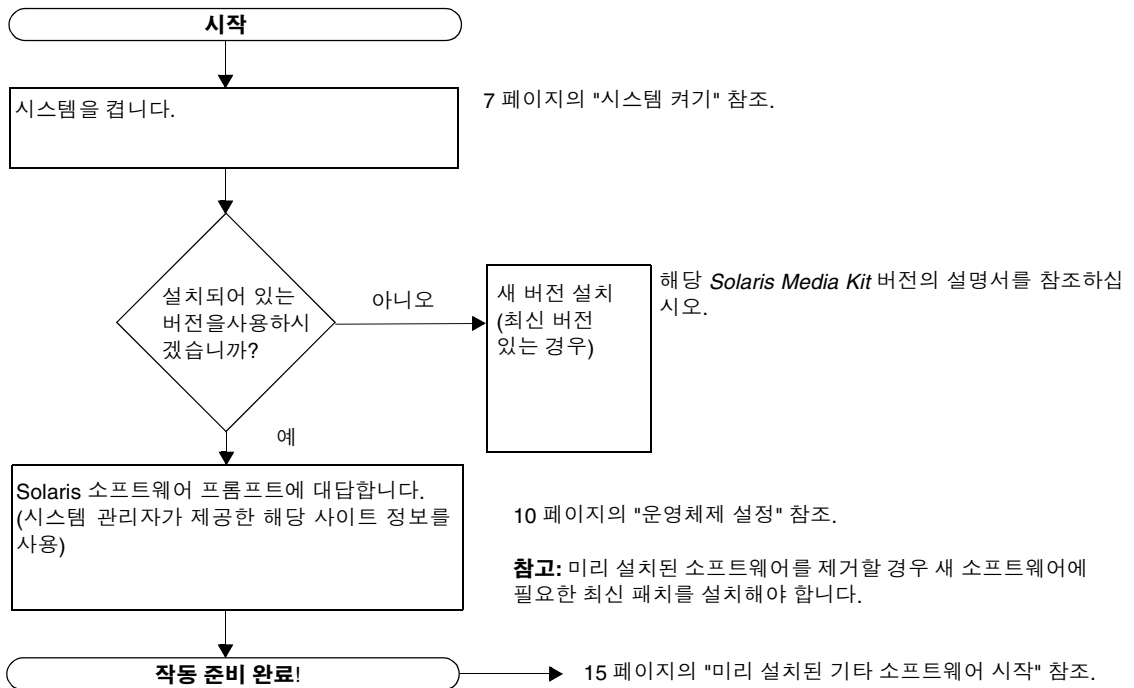 시작
시스템을 켭니다.
7 페이지의 "시스템 켜기" 참조.
설치되어 있는
버전을사용하시
겠습니까?
아니오
새 버전 설치
(최신 버전
있는 경우)
해당 Solaris Media Kit 버전의 설명서를 참조하십
시오.
예
Solaris 소프트웨어 프롬프트에 대답합니다.
(시스템 관리자가 제공한 해당 사이트 정보를
사용)
10 페이지의 "운영체제 설정" 참조.
참고: 미리 설치된 소프트웨어를 제거할 경우 새 소프트웨어에
필요한 최신 패치를 설치해야 합니다.
작동 준비 완료!
15 페이지의 "미리 설치된 기타 소프트웨어 시작" 참조.